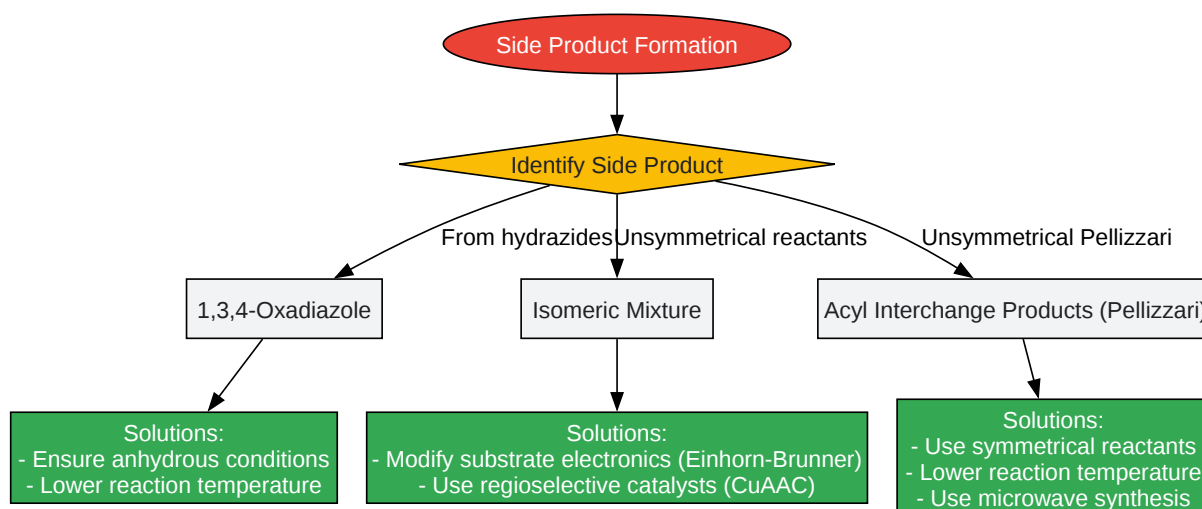 Side Product Formation
Identify Side Product
From hydrazides
Unsymmetrical reactants
Unsymmetrical Pellizzari
1,3,4-Oxadiazole
Isomeric Mixture
Acyl Interchange Products (Pellizzari)
Solutions:
- Ensure anhydrous conditions
- Lower reaction temperature
Solutions:
- Modify substrate electronics (Einhorn-Brunner)
- Use regioselective catalysts (CuAAC)
Solutions:
- Use symmetrical reactants
- Lower reaction temperature
- Use microwave synthesis